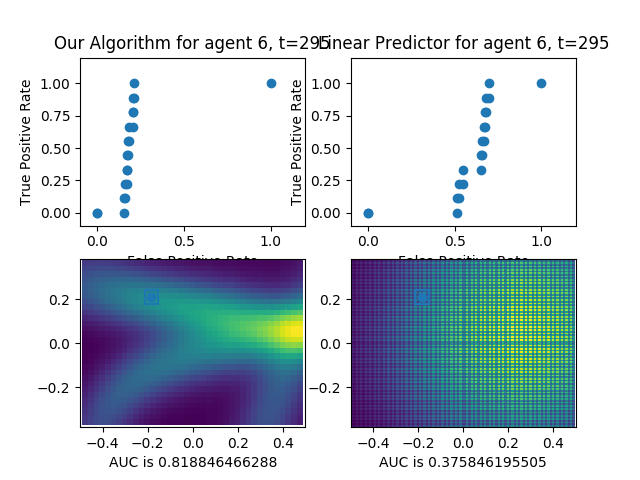 Our Algorithm for agent 6, t=295
Linear Predictor for agent 6, t=295
True Positive Rate
1.00
0.75
0.50
0.25
0.00
0.0 0.5 1.0
False Positive Rate
True Positive Rate
1.00
0.75
0.50
0.25
0.00
0.0 0.5 1.0
False Positive Rate
0.2
0.0
−0.2
−0.4 −0.2 0.0 0.2 0.4
AUC is 0.818846466288
0.2
0.0
−0.2
−0.4 −0.2 0.0 0.2 0.4
AUC is 0.375846195505